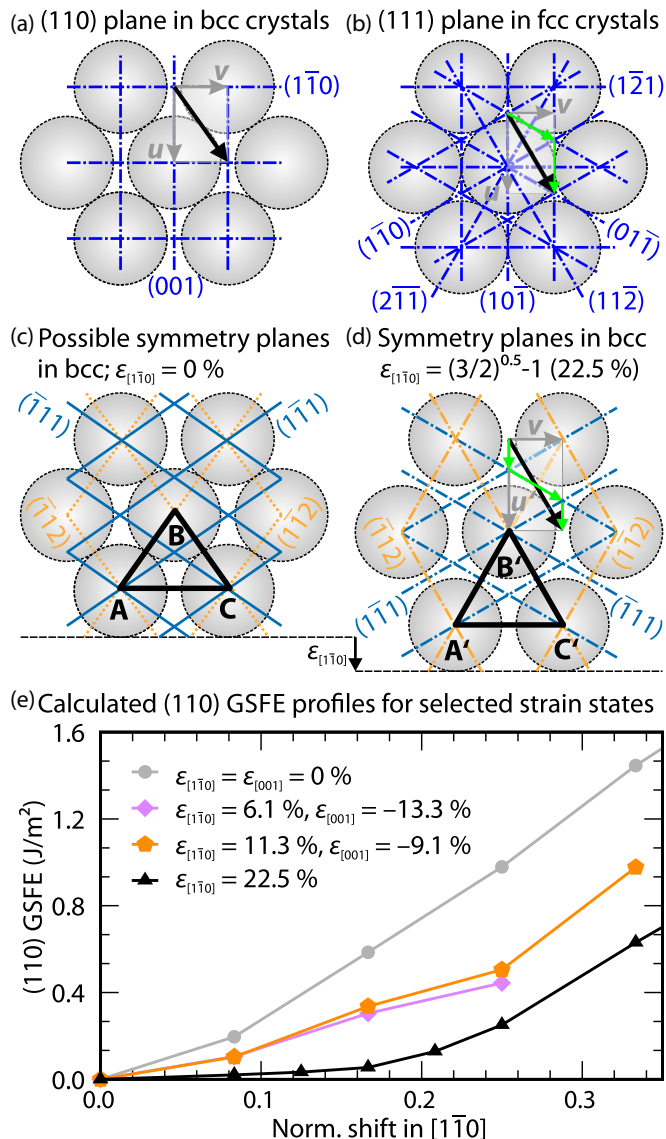 (a) (110) plane in bcc crystals
v
(11̅0)
u
(001)
(b) (111) plane in fcc crystals
(12̅1)
v
u
(11̅0)
(011̅)
(21̅1̅)
(101̅)
(112̅)
(c) Possible symmetry planes
in bcc; ε[11̅0] = 0 %
(1̅11)
(11̅1)
(1̅12)
(11̅2)
B
A
C
ε[11̅0]
(d) Symmetry planes in bcc
ε[11̅0] = (3/2)^0.5-1 (22.5 %)
v
u
(1̅12)
(11̅2)
B‘
(11̅1)
(1̅11)
A‘
C‘
(e) Calculated (110) GSFE profiles for selected strain states
1.6
1.2
0.8
0.4
0.0
(110) GSFE (J/m²)
ε[11̅0] = ε[001] = 0 %
ε[11̅0] = 6.1 %, ε[001] = –13.3 %
ε[11̅0] = 11.3 %, ε[001] = –9.1 %
ε[11̅0] = 22.5 %
0.0
0.1
0.2
0.3
Norm. shift in [11̅0]